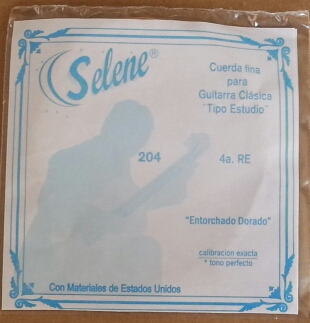 Selene®
Cuerda fina
para
Guitarra Clásica
"Tipo Estudio"
204
4a. RE
"Entorchado Dorado"
calibracion exacta
* tono perfecto
Con Materiales de Estados Unidos